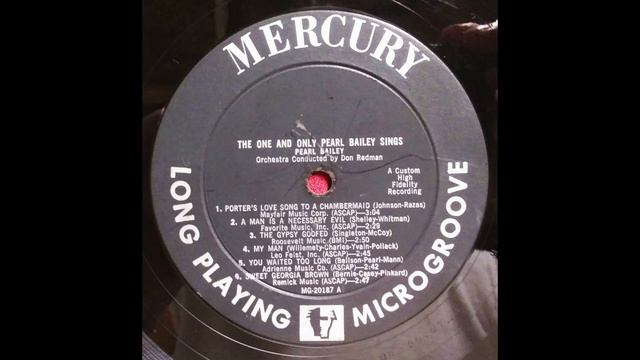 MERCURY
THE ONE AND ONLY PEARL BAILEY SINGS
PEARL BAILEY
Orchestra Conducted by Don Redman
A Custom
High
Fidelity
Recording
1. PORTER'S LOVE SONG TO A CHAMBERMAID (Johnson-Razas)
Mayfair Music Corp. (ASCAP)—3:04
2. A MAN IS A NECESSARY EVIL (Shelley-Whitman)
Favorite Music, Inc. (ASCAP)—2:29
3. THE GYPSY GOOFED (Singleton-McCoy)
Roosevelt Music (BMI)—2:50
4. MY MAN (Willemetz-Charles-Yvain-Pollack)
Leo Feist, Inc. (ASCAP)—2:45
5. YOU WAITED TOO LONG (Bellson-Pearl-Mann)
Adrienne Music Co. (ASCAP)—2:42
6. SWEET GEORGIA BROWN (Bernie-Casey-Pinkard)
Remick Music (ASCAP)—2:47
MG-20187 A
LONG PLAYING MICROGROOVE